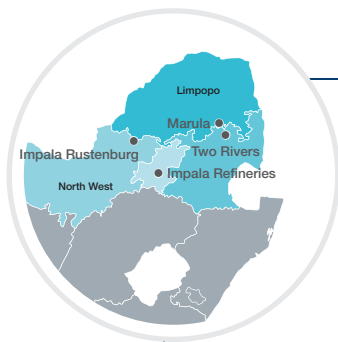 Limpopo
Marula
Impala Rustenburg
Two Rivers
Impala Refineries
North West